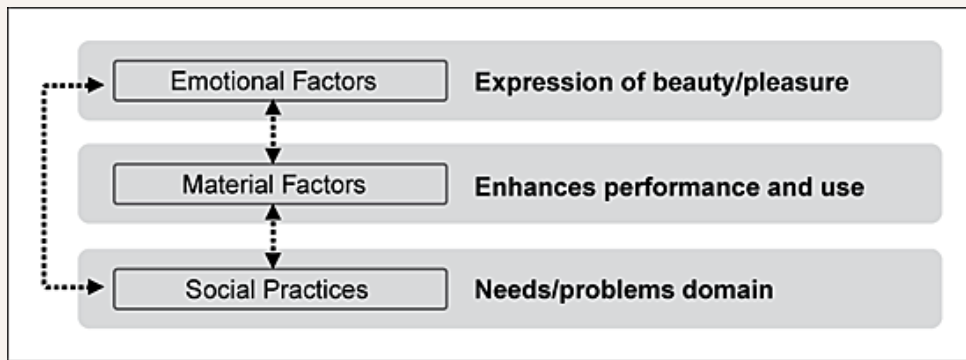 Emotional Factors
Expression of beauty/pleasure
Material Factors
Enhances performance and use
Social Practices
Needs/problems domain